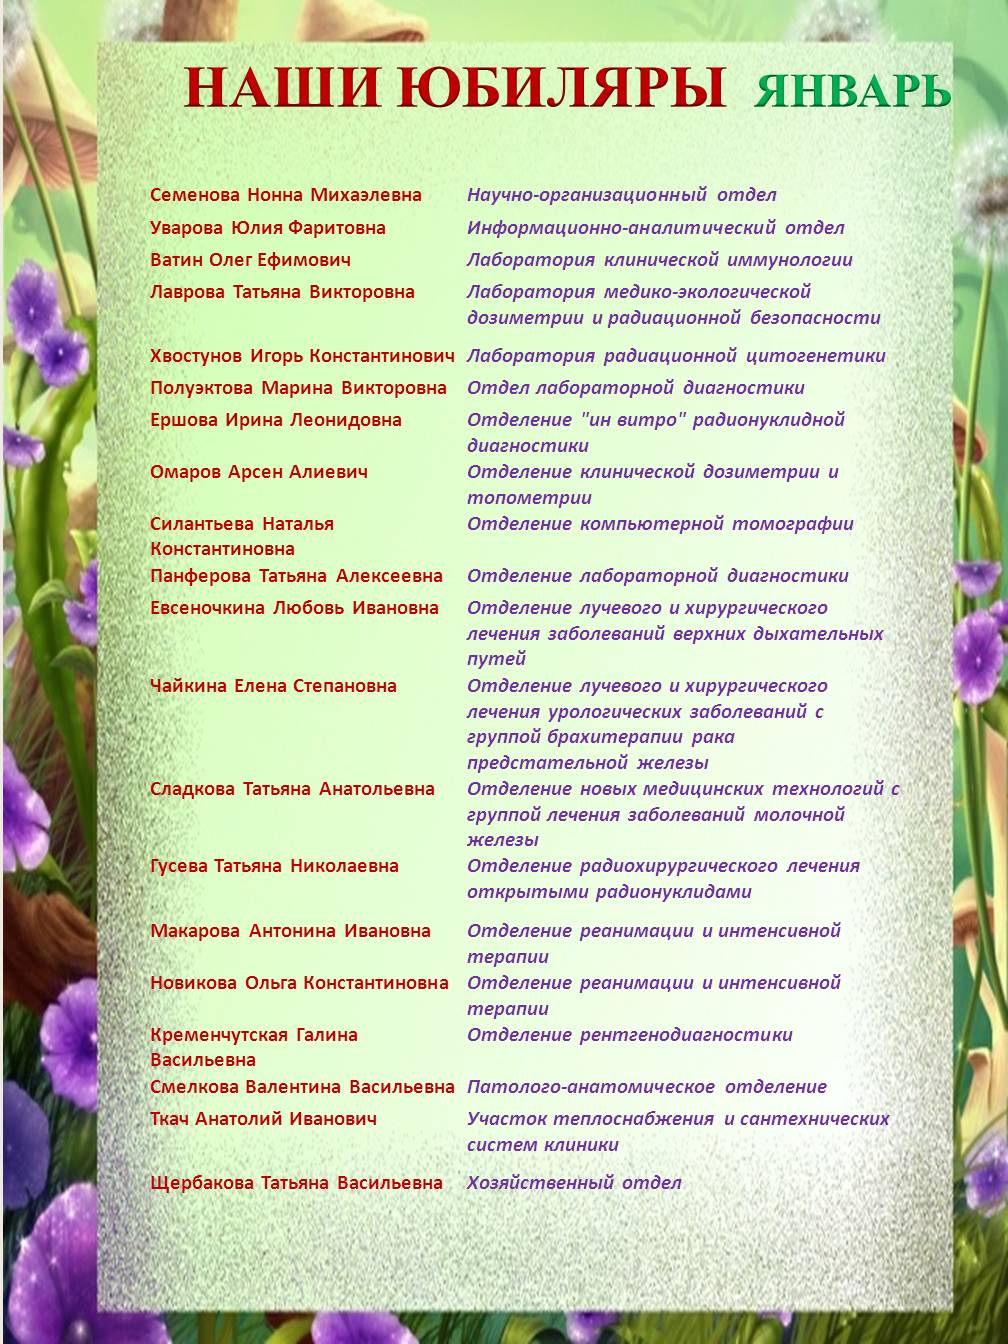 НАШИ ЮБИЛЯРЫ ЯНВАРЬ
Семенова Нонна Михаэлевна Научно-организационный отдел
Уварова Юлия Фаритовна Информационно-аналитический отдел
Ватин Олег Ефимович Лаборатория клинической иммунологии
Лаврова Татьяна Викторовна Лаборатория медико-экологической
дозиметрии и радиационной безопасности
Хвостунов Игорь Константинович Лаборатория радиационной цитогенетики
Полуэктова Марина Викторовна Отдел лабораторной диагностики
Ершова Ирина Леонидовна Отделение "ин витро" радионуклидной
диагностики
Омаров Арсен Алиевич Отделение клинической дозиметрии и
топометрии
Силантьева Наталья Отделение компьютерной томографии
Константиновна
Панферова Татьяна Алексеевна Отделение лабораторной диагностики
Евсеночкина Любовь Ивановна Отделение лучевого и хирургического
лечения заболеваний верхних дыхательных
путей
Чайкина Елена Степановна Отделение лучевого и хирургического
лечения урологических заболеваний с
группой брахитерапии рака
предстательной железы
Сладкова Татьяна Анатольевна Отделение новых медицинских технологий с
группой лечения заболеваний молочной
железы
Гусева Татьяна Николаевна Отделение радиохирургического лечения
открытыми радионуклидами
Макарова Антонина Ивановна Отделение реанимации и интенсивной
терапии
Новикова Ольга Константиновна Отделение реанимации и интенсивной
терапии
Кременчутская Галина Отделение рентгенодиагностики
Васильевна
Смелкова Валентина Васильевна Патолого-анатомическое отделение
Ткач Анатолий Иванович Участок теплоснабжения и сантехнических
систем клиники
Щербакова Татьяна Васильевна Хозяйственный отдел